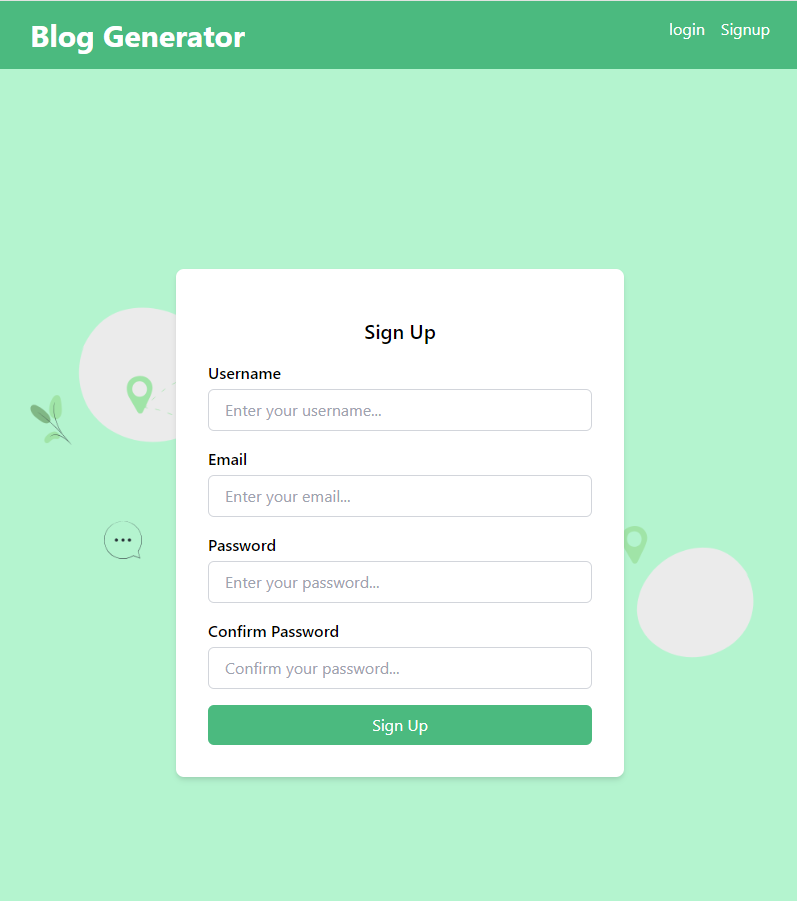 Blog Generator
login Signup
Sign Up
Username
Enter your username...
Email
Enter your email...
Password
Enter your password...
Confirm Password
Confirm your password...
Sign Up